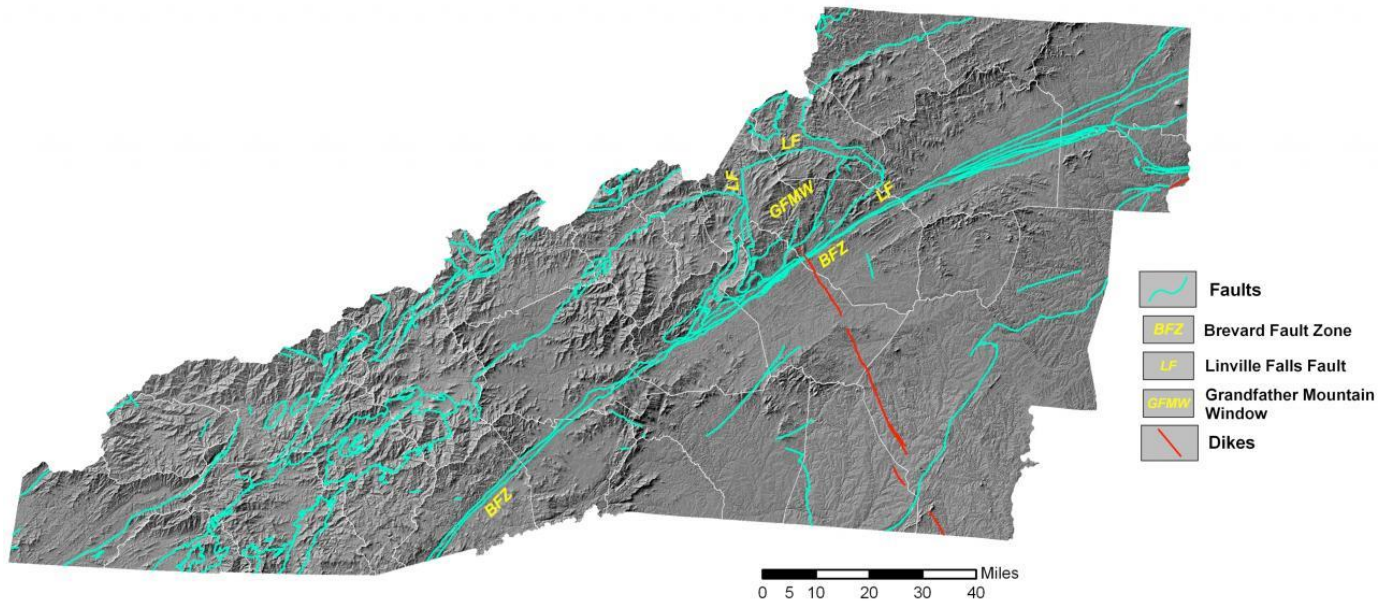 LF
LF
GFMW
LF
BFZ
BFZ
Faults
BFZ Brevard Fault Zone
LF Linville Falls Fault
GFMW Grandfather Mountain
Window
Dikes
Miles
0 5 10 20 30 40